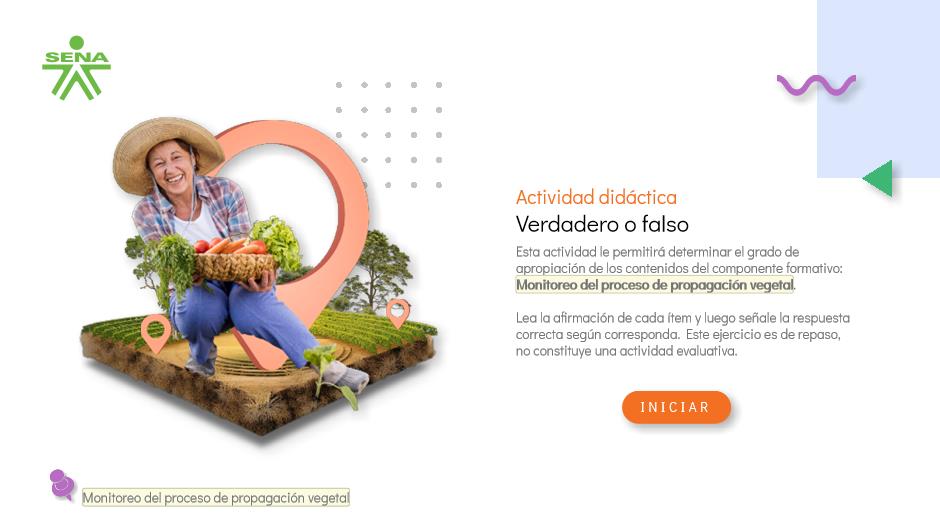 SENA
Actividad didáctica
Verdadero o falso
Esta actividad le permitirá determinar el grado de
apropiación de los contenidos del componente formativo:
Monitoreo del proceso de propagación vegetal.
Lea la afirmación de cada ítem y luego señale la respuesta
correcta según corresponda. Este ejercicio es de repaso,
no constituye una actividad evaluativa.
INICIAR
Monitoreo del proceso de propagación vegetal